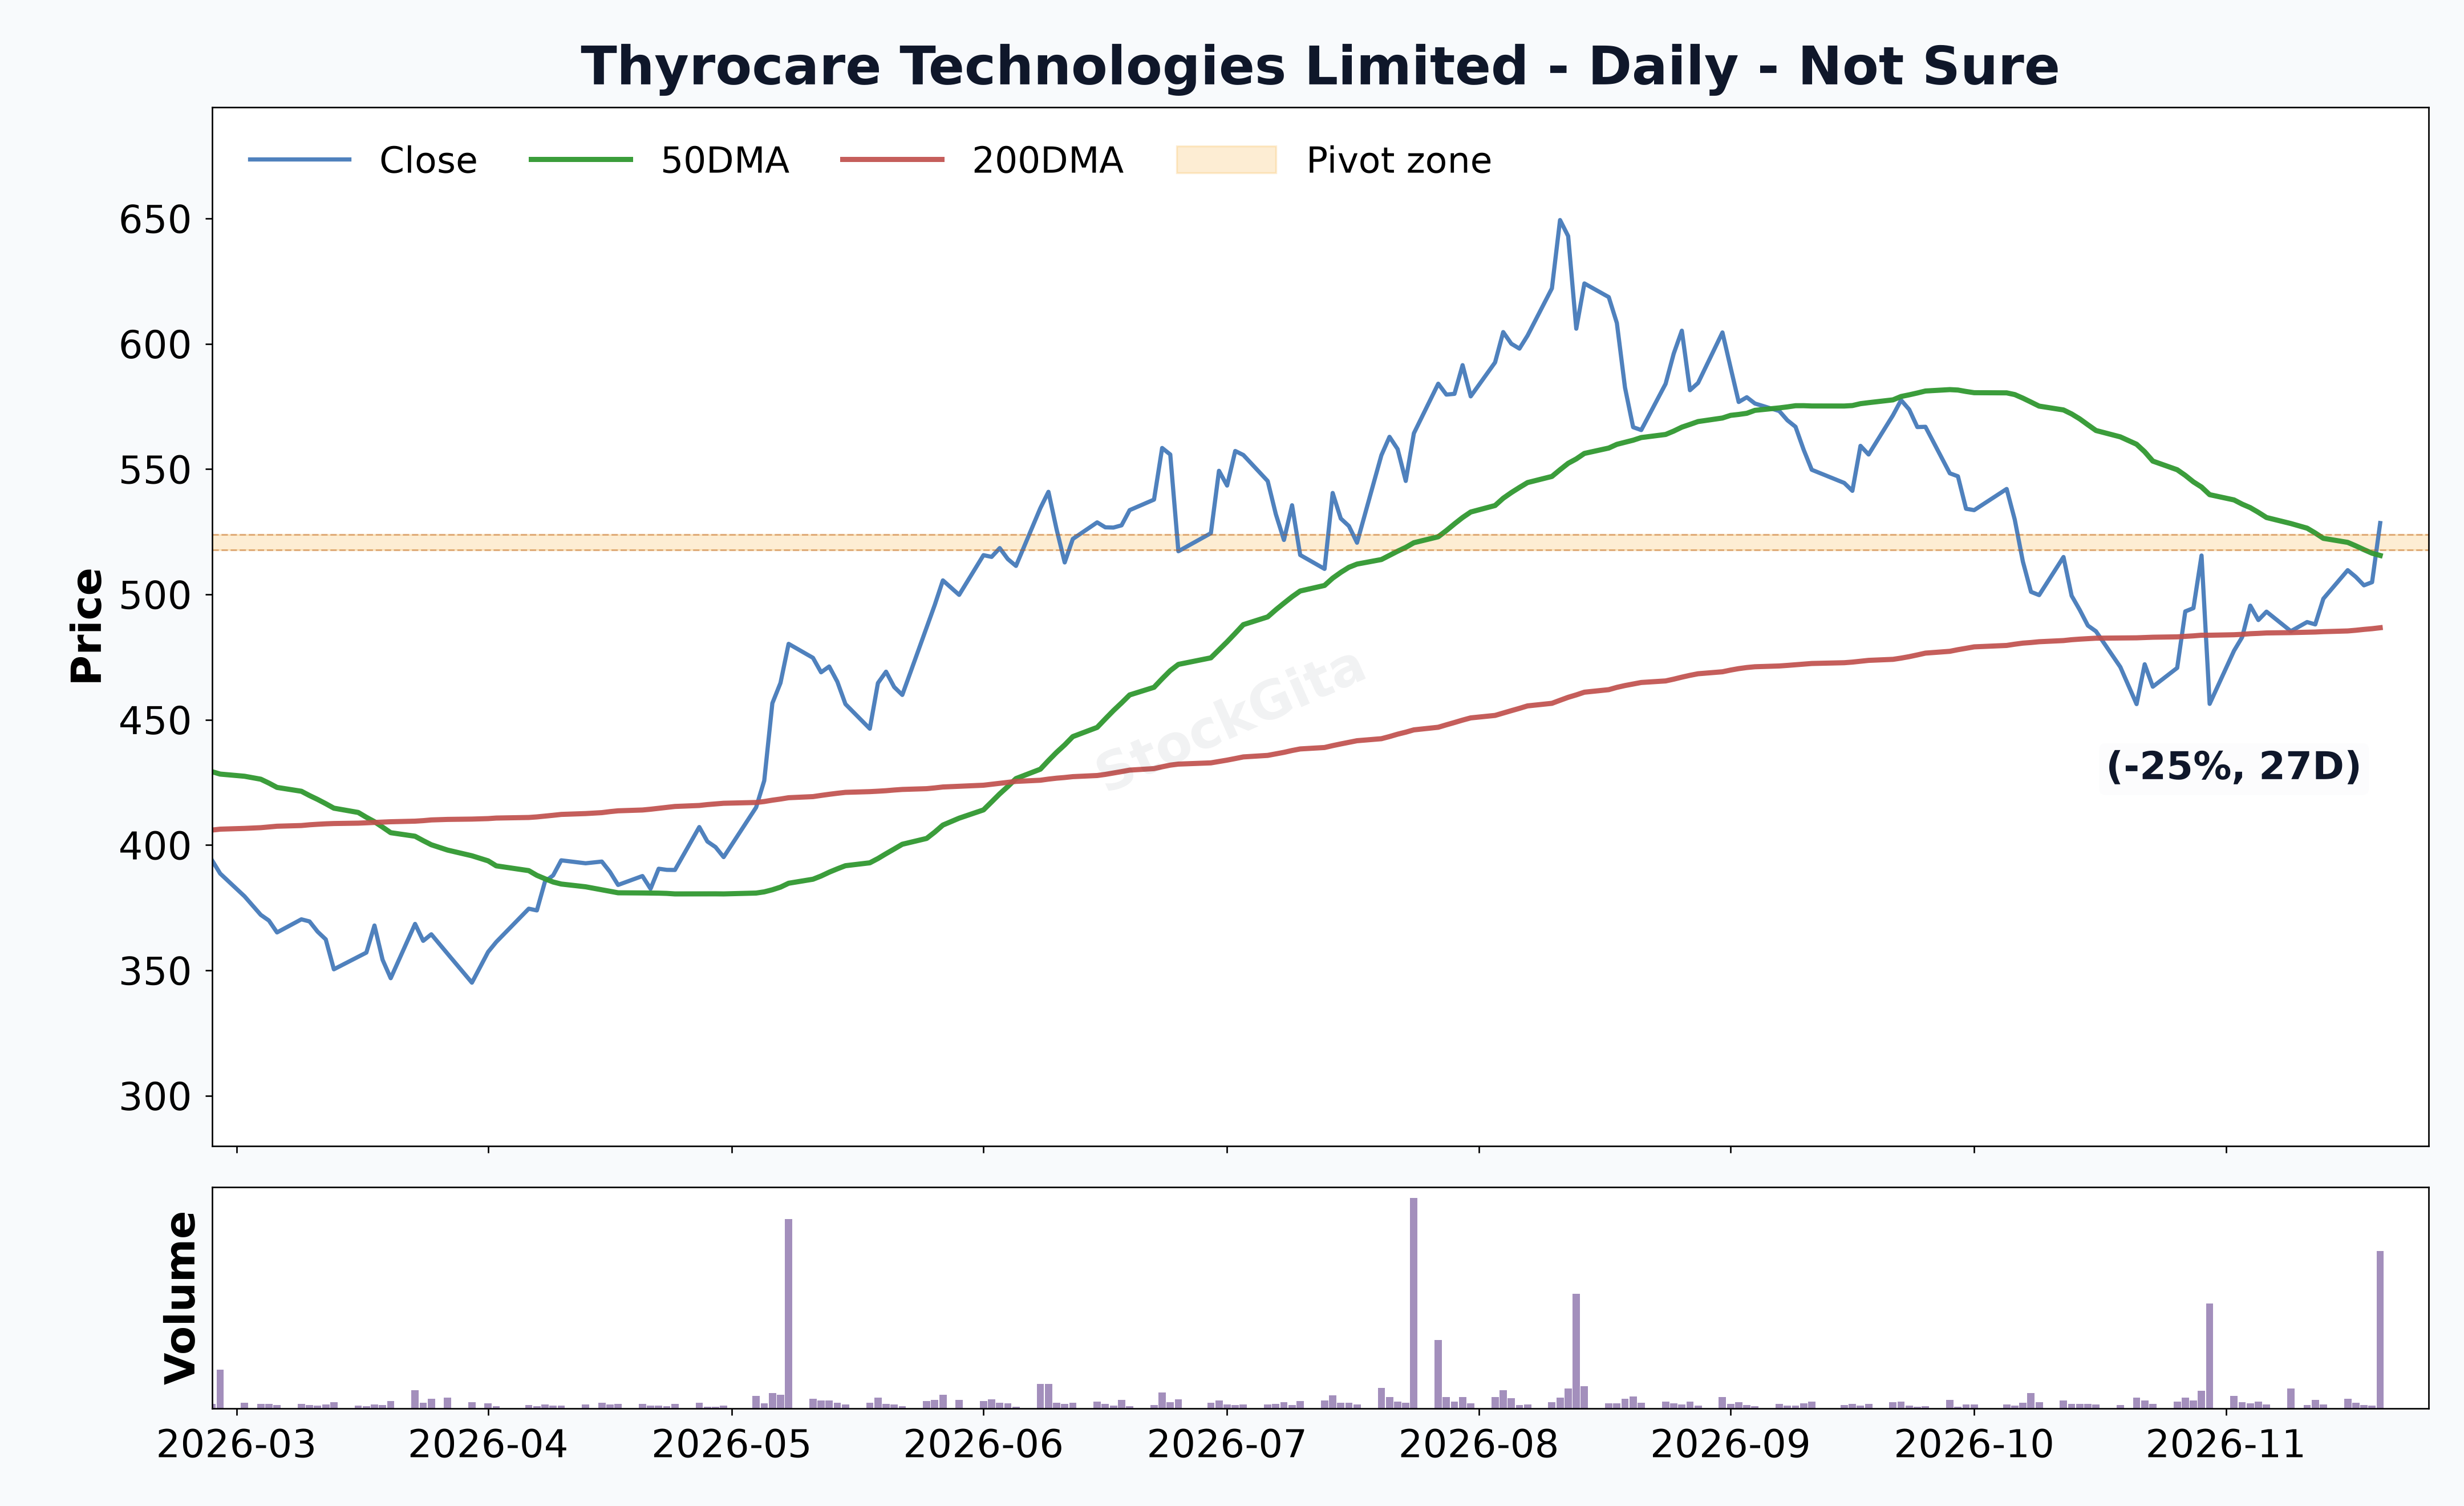 Thyrocare Technologies Limited - Daily - Not Sure
Close 50DMA 200DMA Pivot zone
Price
650
600
550
500
450
400
350
300
StockGita
(-25%, 27D)
Volume
2026-03 2026-04 2026-05 2026-06 2026-07 2026-08 2026-09 2026-10 2026-11